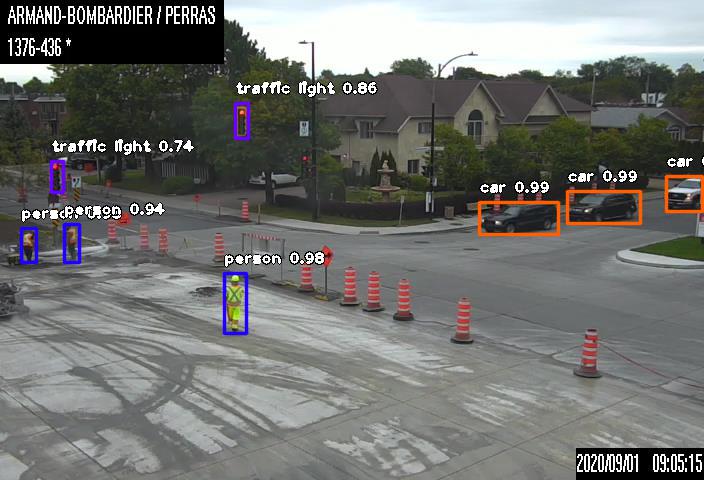 ARMAND-BOMBARDIER / PERRAS
1376-436 *
traffic light 0.86
traffic light 0.74
person 0.94
car 0.99
car 0.99
car
person 0.98
2020/09/01 09:05:15